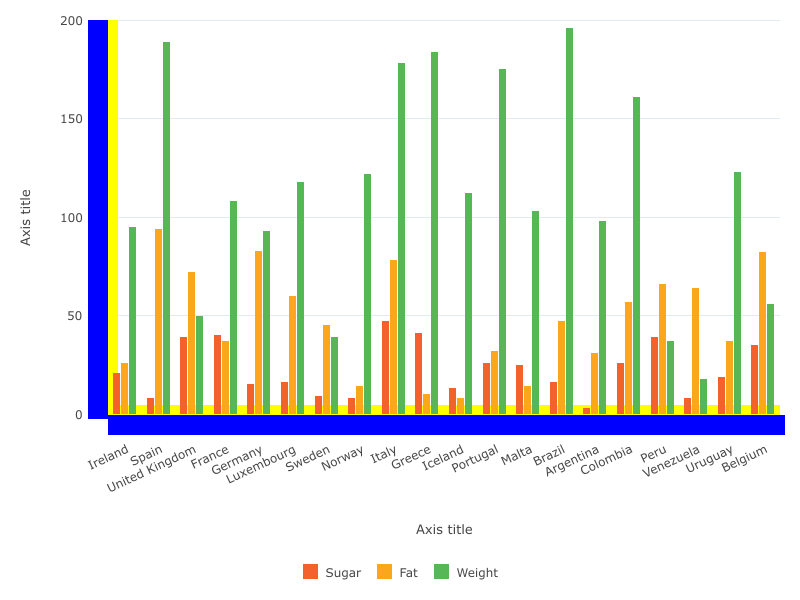 200
150
100
50
0
Axis title
Ireland
Spain
United Kingdom
France
Germany
Luxembourg
Sweden
Norway
Italy
Greece
Iceland
Portugal
Malta
Brazil
Argentina
Colombia
Peru
Venezuela
Uruguay
Belgium
Axis title
Sugar Fat Weight